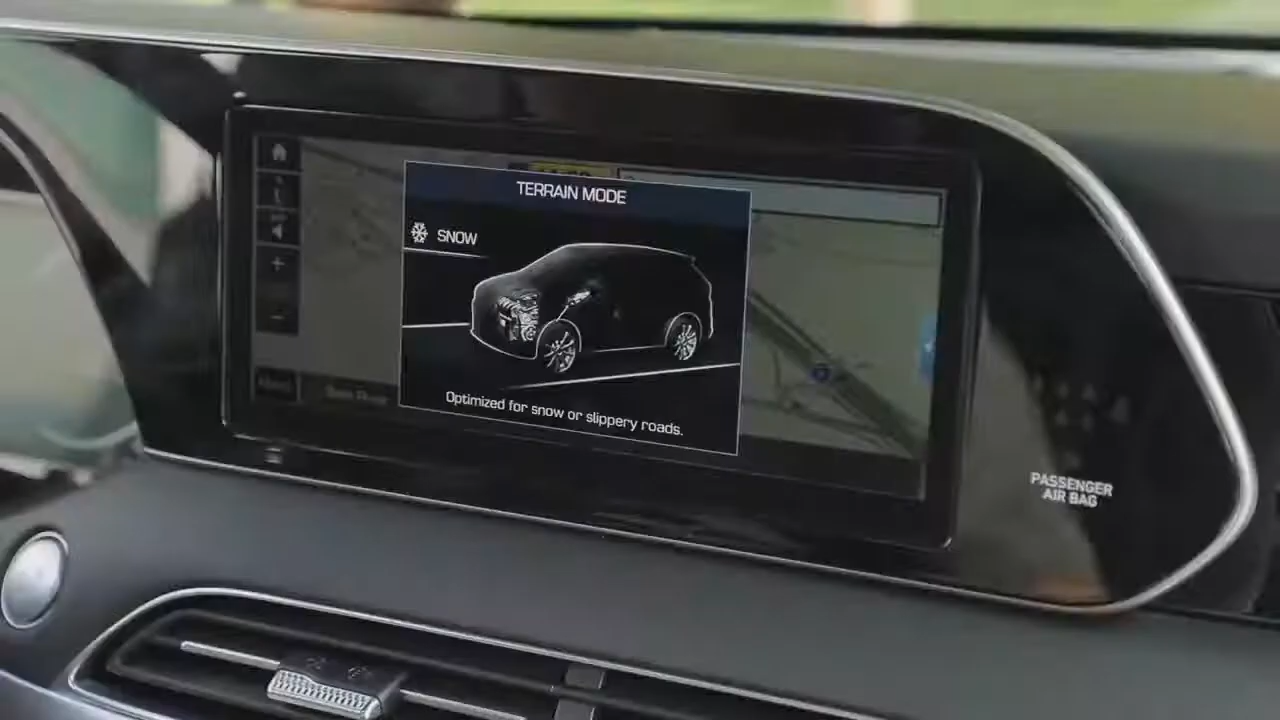 TERRAIN MODE
SNOW
Optimized for snow or slippery roads.
PASSENGER
AIR BAG